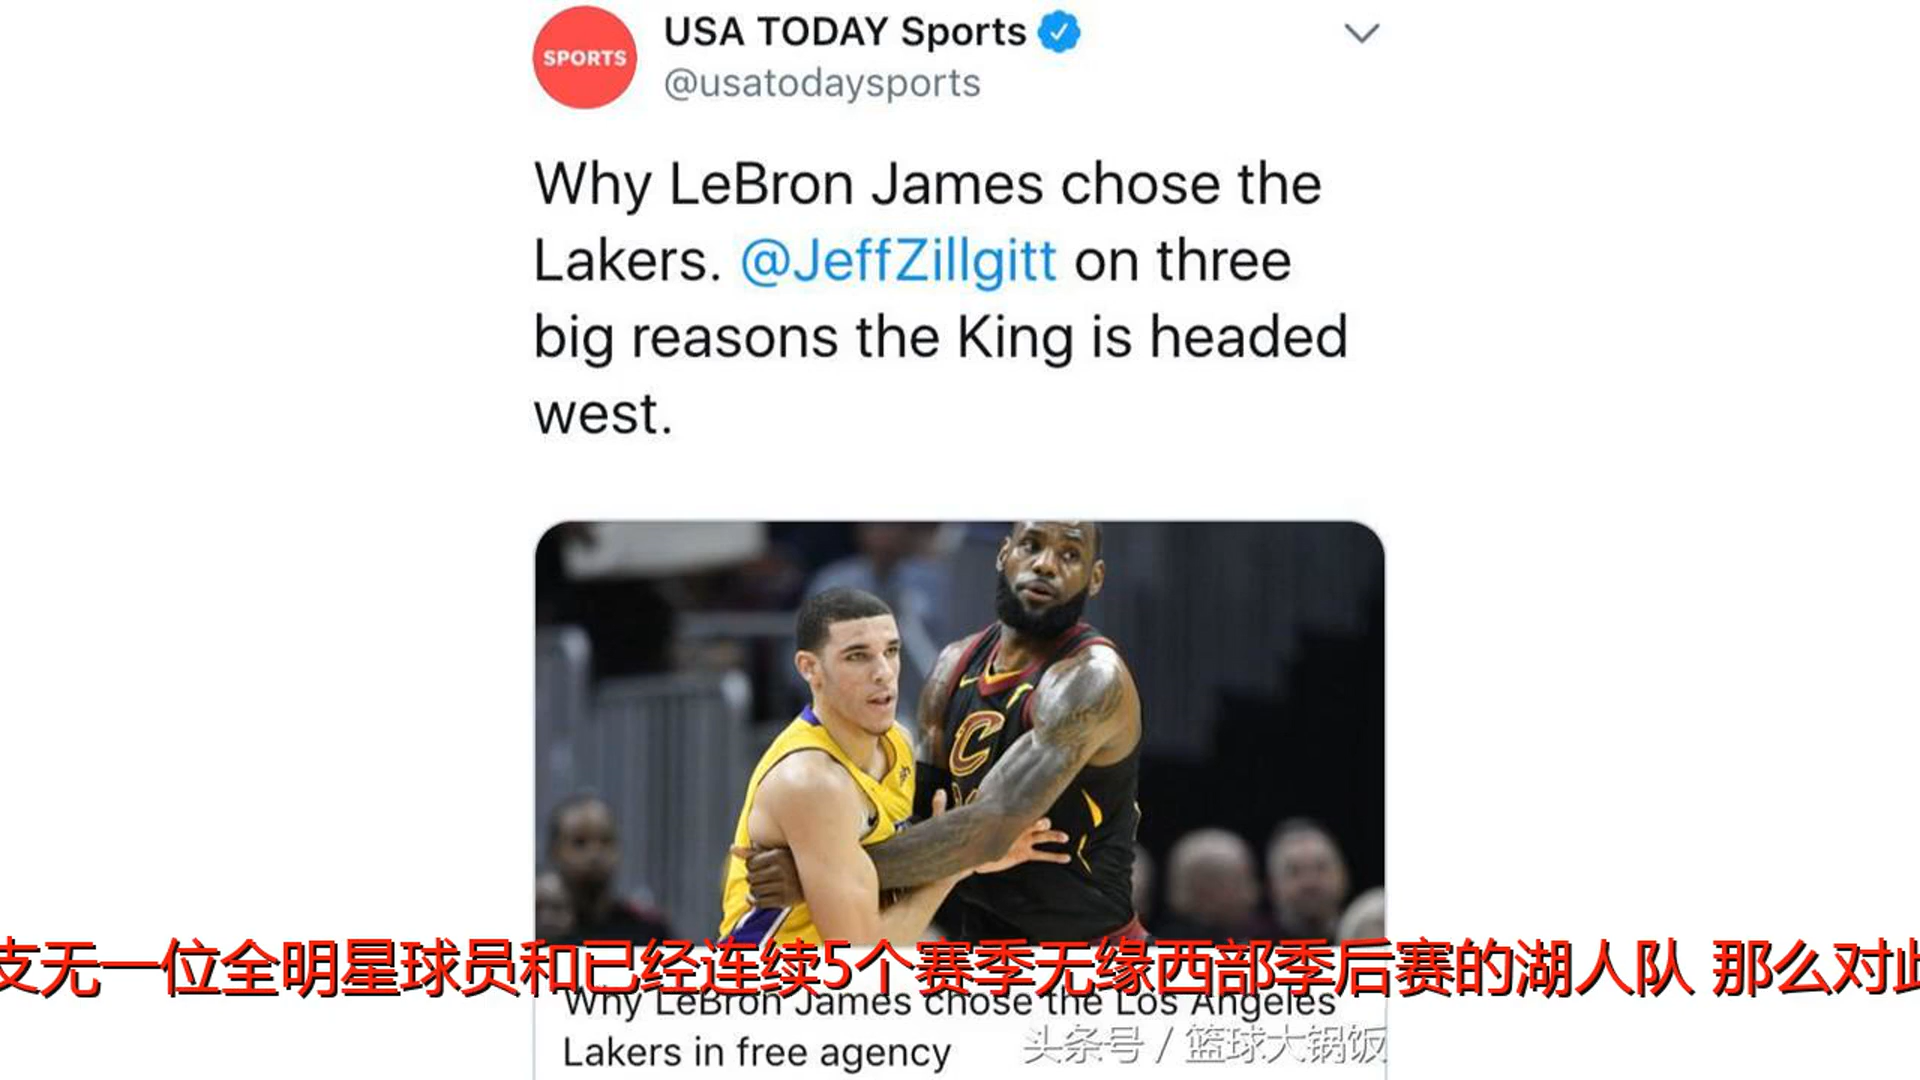 USA TODAY Sports
SPORTS
@usatodaysports
Why LeBron James chose the
Lakers. @JeffZillgitt on three
big reasons the King is headed
west.
支无一位全明星球员和已经连续5个赛季无缘西部季后赛的湖人队 那么对此
Why LeBron James chose the Los Angeles
Lakers in free agency
头条号 / 篮球大锅饭